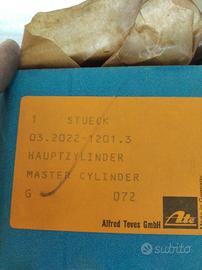 1 STUECK
03.2022-1201.3
HAUPTZYLINDER
MASTER CYLINDER
G 072
Alfred Teves GmbH
Ate
subito